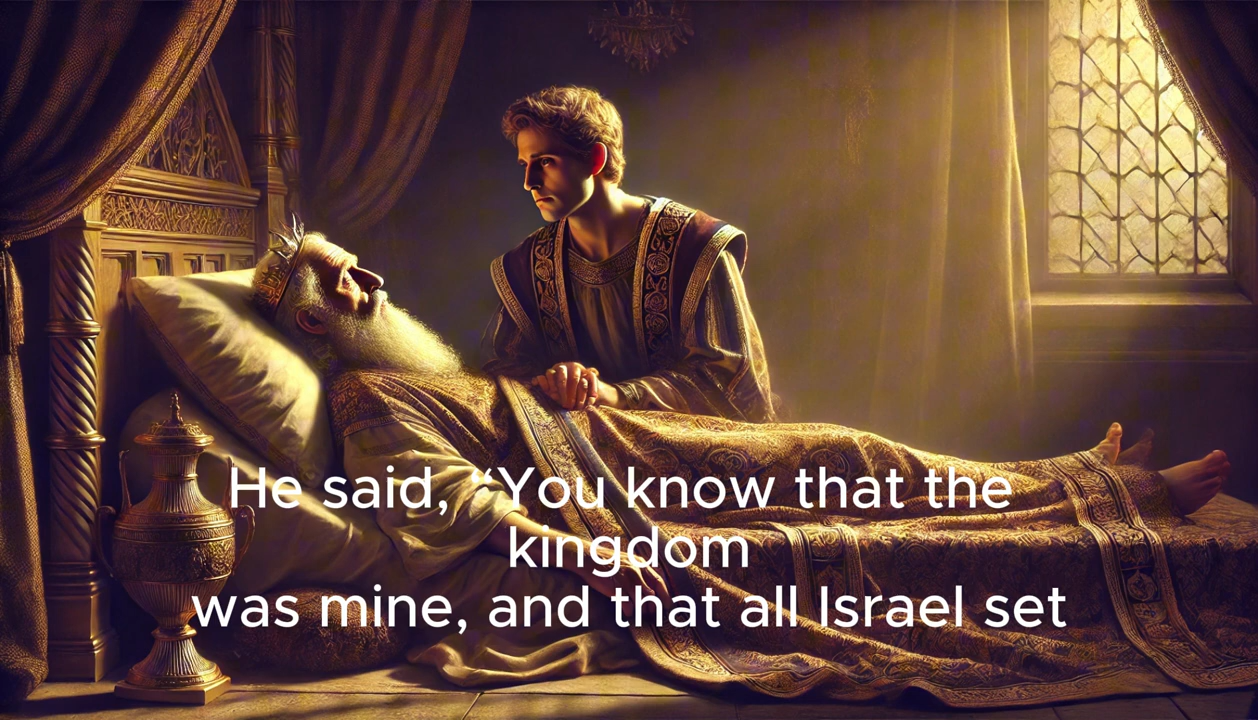 He said, “You know that the
kingdom
was mine, and that all Israel set